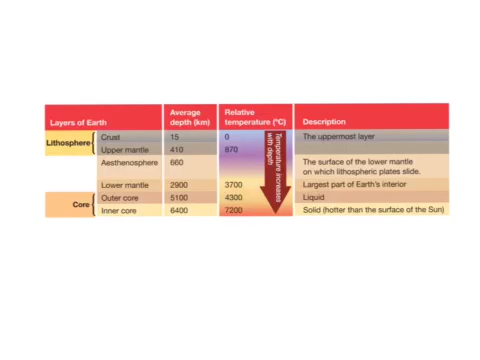 Layers of Earth Average depth (km) Relative temperature (ºC) Description
Lithosphere Crust 15 0 The uppermost layer
Upper mantle 410 870
Aesthenosphere 660 The surface of the lower mantle
on which lithospheric plates slide.
Lower mantle 2900 3700 Largest part of Earth's interior
Core Outer core 5100 4300 Liquid
Inner core 6400 7200 Solid (hotter than the surface of the Sun)
Temperature increases
with depth